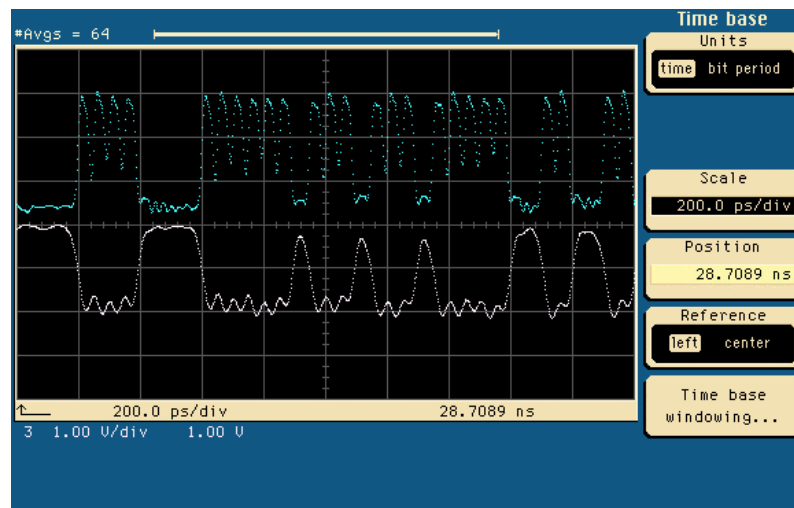 #Avgs = 64
200.0 ps/div 28.7089 ns
3 1.00 V/div 1.00 V
Time base
Units
time bit period
Scale
200.0 ps/div
Position
28.7089 ns
Reference
left center
Time base
windowing...